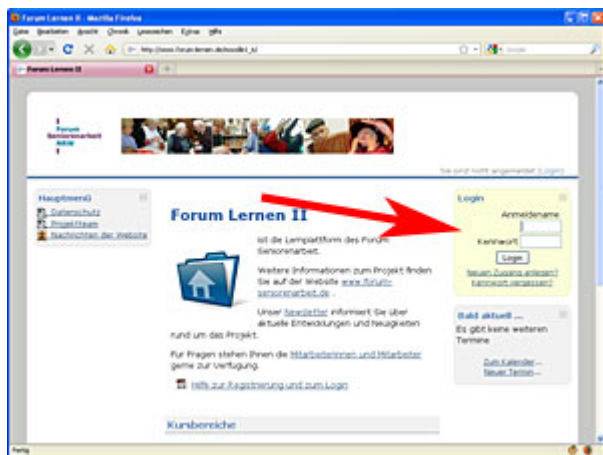 Forum Lernen II - Mozilla Firefox
Datei Bearbeiten Ansicht Chronik Lesezeichen Extras Hilfe
Forum Lernen II
Forum
Seniorenarbeit
NRW
Sie sind nicht angemeldet (Login)
Hauptmenü
Datenschutz
Projektteam
Nachrichten der Website
Forum Lernen II
ist die Lernplattform des Forum
Seniorenarbeit.
Weitere Informationen zum Projekt finden
Sie auf der Website www.forum-
seniorenarbeit.de .
Unser Newsletter informiert Sie über
aktuelle Entwicklungen und Neuigkeiten
rund um das Projekt.
Für Fragen stehen Ihnen die Mitarbeiterinnen und Mitarbeiter
gerne zur Verfügung.
Hilfe zur Registrierung und zum Login
Kursbereiche
Login
Anmeldename
Kennwort
Login
Neuen Zugang anlegen?
Kennwort vergessen?
Bald aktuell ...
Es gibt keine weiteren
Termine
Zum Kalender...
Neuer Termin...
Fertig